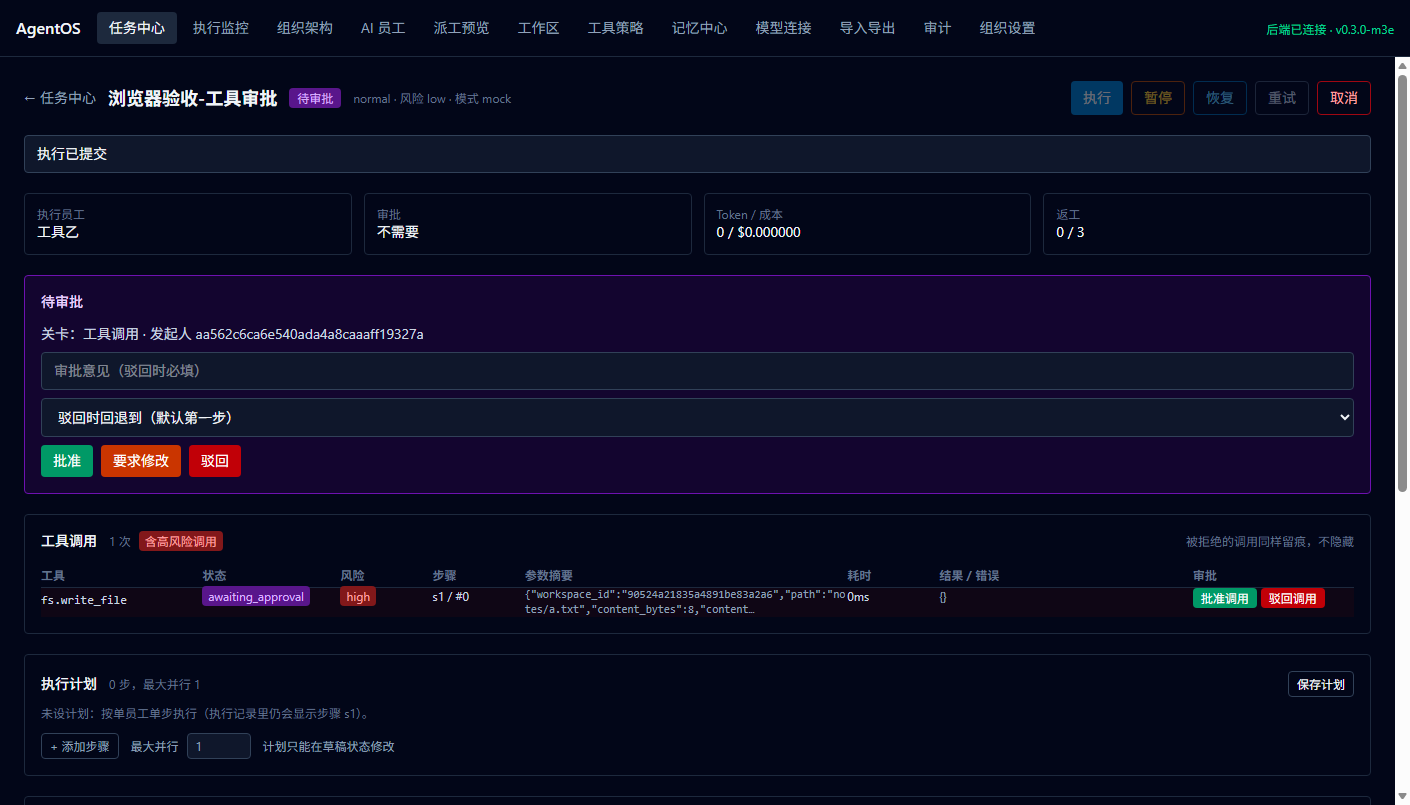 AgentOS 任务中心 执行监控 组织架构 AI 员工 派工预览 工作区 工具策略 记忆中心 模型连接 导入导出 审计 组织设置 后端已连接 · v0.3.0-m3e
← 任务中心 浏览器验收-工具审批 待审批 normal · 风险 low · 模式 mock 执行 暂停 恢复 重试 取消
执行已提交
执行员工 审批 Token / 成本 返工
工具乙 不需要 0 / $0.000000 0 / 3
待审批
关卡：工具调用 · 发起人 aa562c6ca6e540ada4a8caaaff19327a
审批意见（驳回时必填）
驳回时回退到（默认第一步）
批准 要求修改 驳回
工具调用 1 次 含高风险调用 被拒绝的调用同样留痕，不隐藏
工具 状态 风险 步骤 参数摘要 耗时 结果 / 错误 审批
fs.write_file awaiting_approval high s1 / #0 {"workspace_id":"90524a21835a4891be83a2a6","path":"no 0ms {} 批准调用 驳回调用
tes/a.txt","content_bytes":8,"content…
执行计划 0 步，最大并行 1 保存计划
未设计划：按单员工单步执行（执行记录里仍会显示步骤 s1）。
+ 添加步骤 最大并行 1 计划只能在草稿状态修改